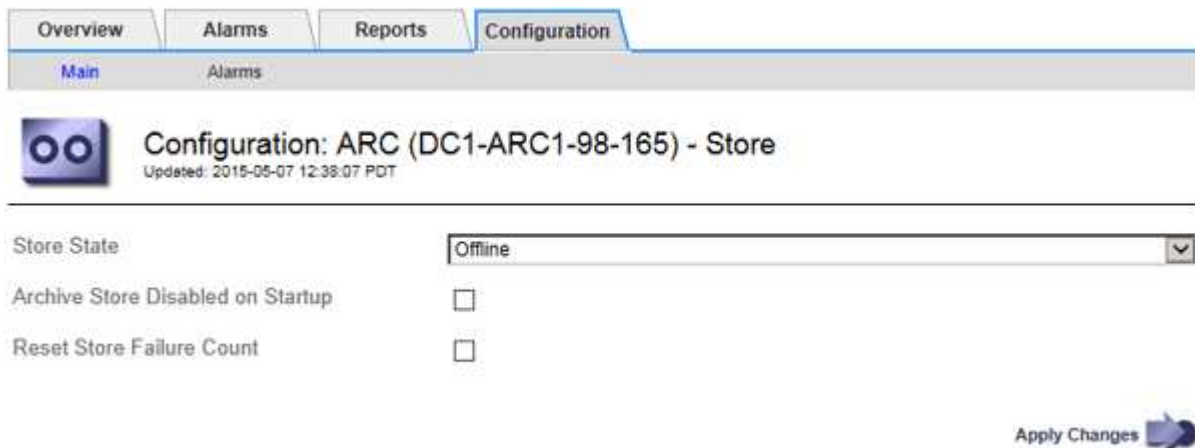 Overview Alarms Reports Configuration
Main Alarms
Configuration: ARC (DC1-ARC1-98-165) - Store
Updated: 2015-05-07 12:38:07 PDT
Store State Offline
Archive Store Disabled on Startup
Reset Store Failure Count
Apply Changes